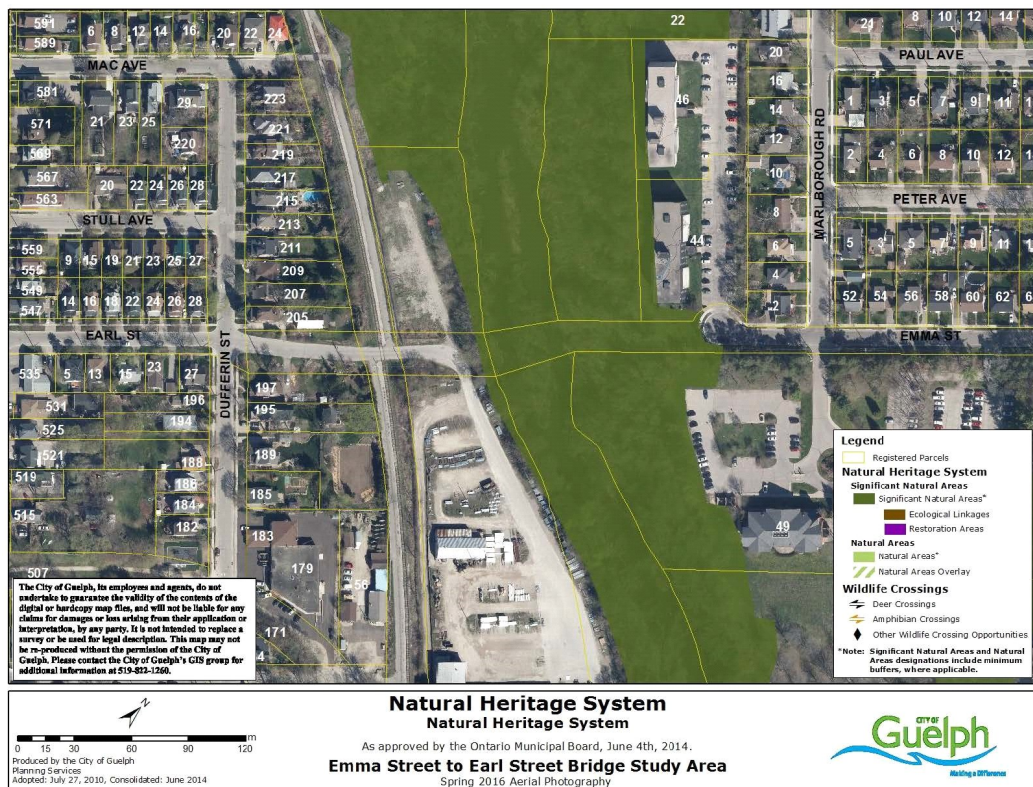 591 6 8 12 14 16 20 22 24 22 21 8 10 12 14
589 20
MAC AVE PAUL AVE
581 29 223 46 16 1 3 5 7 9 11
571 21 23 25 221 14
569 220 219 12 2 4 6 8 10 12
567 20 22 24 26 28 217 10
563 215 PETER AVE
STULL AVE 213 8
559 9 15 19 21 23 25 27 211 44 6 5 3 5 7 9 11
555 209 4
549 14 16 18 22 24 26 28 207 2 52 54 56 58 60 62
547 205
EARL ST EMMA ST
MARLBOROUGH RD
DUFFERIN ST
535 5 13 15 23 27 197
531 196 195
525 194
521 188 189
519 186 185
515 184
182 183 179 56 49
507 171
The City of Guelph, its employees and agents, do not
undertake to guarantee the validity of the contents of the
digital or hardcopy map files, and will not be liable for any
claims for damages or loss arising from their application or
interpretation, by any party. It is not intended to replace a
survey or be used for legal description. This map may not
be re-produced without the permission of the City of
Guelph. Please contact the City of Guelph's GIS group for
additional information at 519-822-1260.
Legend
Registered Parcels
Natural Heritage System
Significant Natural Areas
Significant Natural Areas*
Ecological Linkages
Restoration Areas
Natural Areas
Natural Areas*
Natural Areas Overlay
Wildlife Crossings
Deer Crossings
Amphibian Crossings
Other Wildlife Crossing Opportunities
*Note: Significant Natural Areas and Natural
Areas designations include minimum
buffers, where applicable.
0 15 30 60 90 120 m
Produced by the City of Guelph
Planning Services
Adopted: July 27, 2010, Consolidated: June 2014
Natural Heritage System
Natural Heritage System
As approved by the Ontario Municipal Board, June 4th, 2014.
Emma Street to Earl Street Bridge Study Area
Spring 2016 Aerial Photography
CITY OF
Guelph
Making a Difference